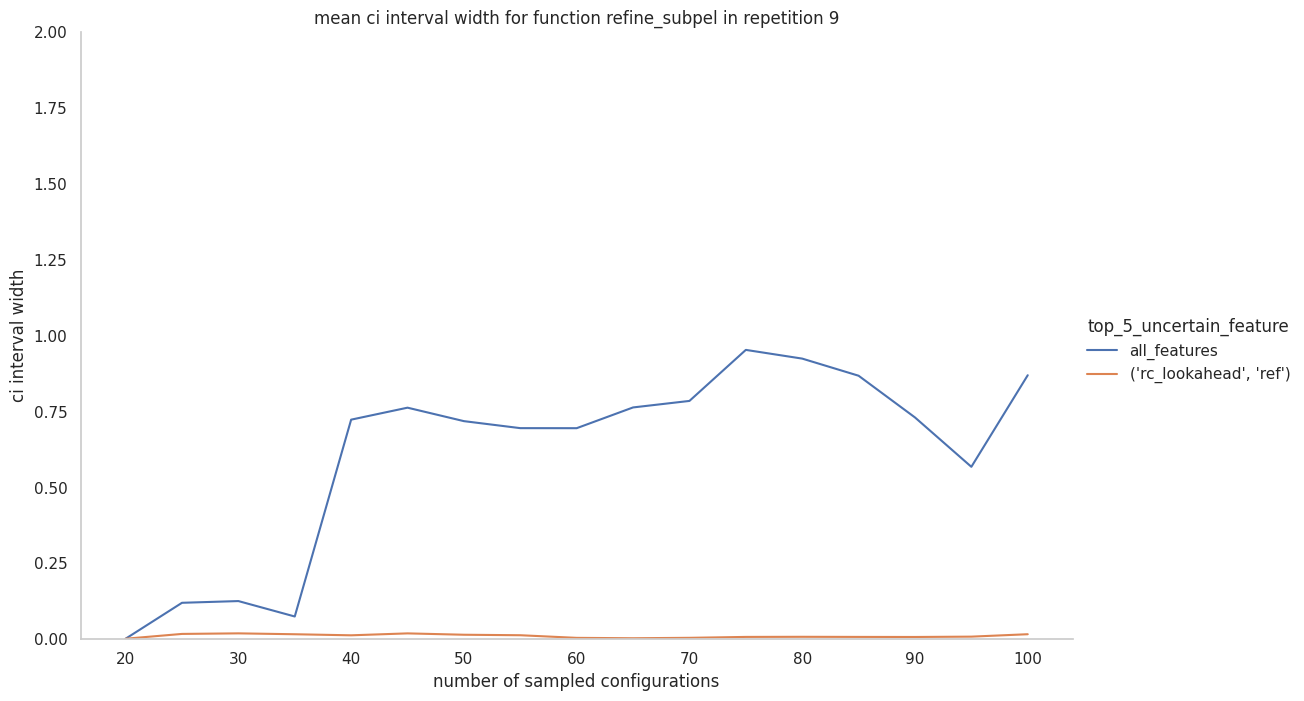 mean ci interval width for function refine_subpel in repetition 9
2.00
1.75
1.50
1.25
1.00
0.75
0.50
0.25
0.00
ci interval width
20 30 40 50 60 70 80 90 100
number of sampled configurations
top_5_uncertain_feature
all_features
('rc_lookahead', 'ref')